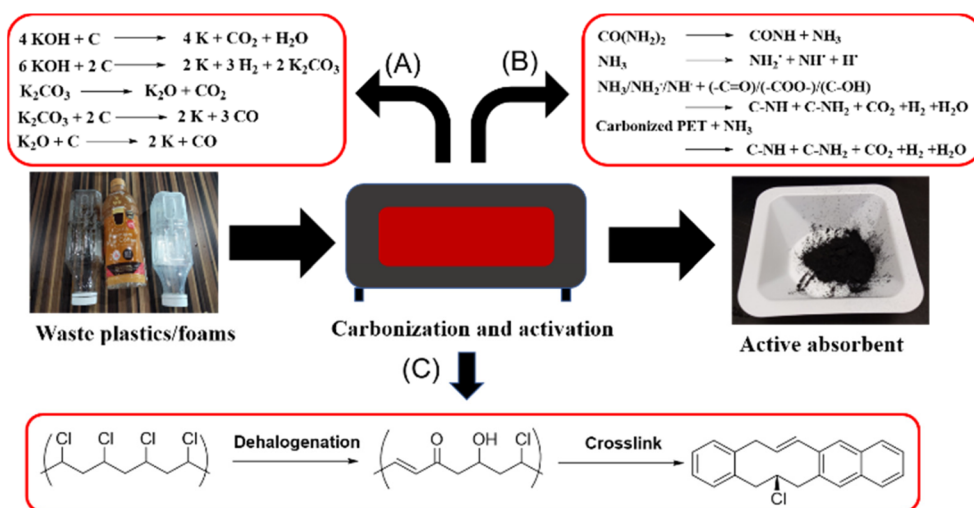 4 KOH + C → 4 K + CO₂ + H₂O
6 KOH + 2 C → 2 K + 3 H₂ + 2 K₂CO₃
K₂CO₃ → K₂O + CO₂
K₂CO₃ + 2 C → 2 K + 3 CO
K₂O + C → 2 K + CO
(A)
(B)
CO(NH₂)₂ → CONH + NH₃
NH₃ → NH₂· + NH· + H·
NH₃/NH₂·/NH· + (-C=O)/(-COO-)/(C-OH)
→ C-NH + C-NH₂ + CO₂ +H₂ +H₂O
Carbonized PET + NH₃
→ C-NH + C-NH₂ + CO₂ +H₂ +H₂O
Waste plastics/foams
Carbonization and activation
Active absorbent
(C)
Cl Cl Cl Cl
Dehalogenation
O OH Cl
Crosslink
Cl